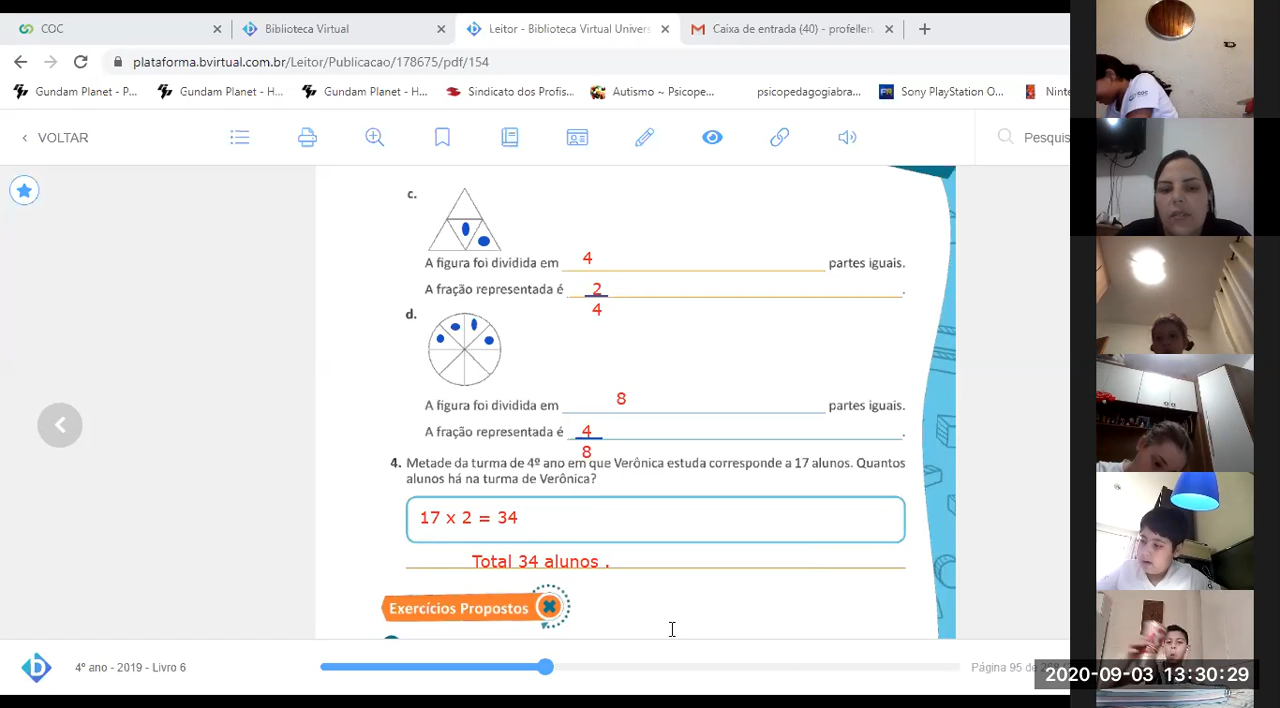 COC
Biblioteca Virtual
Leitor - Biblioteca Virtual Univers
Caixa de entrada (40) - profellen
plataforma.bvirtual.com.br/Leitor/Publicacao/178675/pdf/154
Gundam Planet - P...
Gundam Planet - H...
Gundam Planet - H...
Sindicato dos Profis...
Autismo ~ Psicope...
psicopedagogiabra...
Sony PlayStation O...
Ninte
VOLTAR
Pesquis
c.
A figura foi dividida em 4 partes iguais.
A fração representada é 2
4 .
d.
A figura foi dividida em 8 partes iguais.
A fração representada é 4
8 .
4. Metade da turma de 4º ano em que Verônica estuda corresponde a 17 alunos. Quantos
alunos há na turma de Verônica?
17 x 2 = 34
Total 34 alunos .
Exercícios Propostos
4º ano - 2019 - Livro 6
Página 95 de
2020-09-03 13:30:29